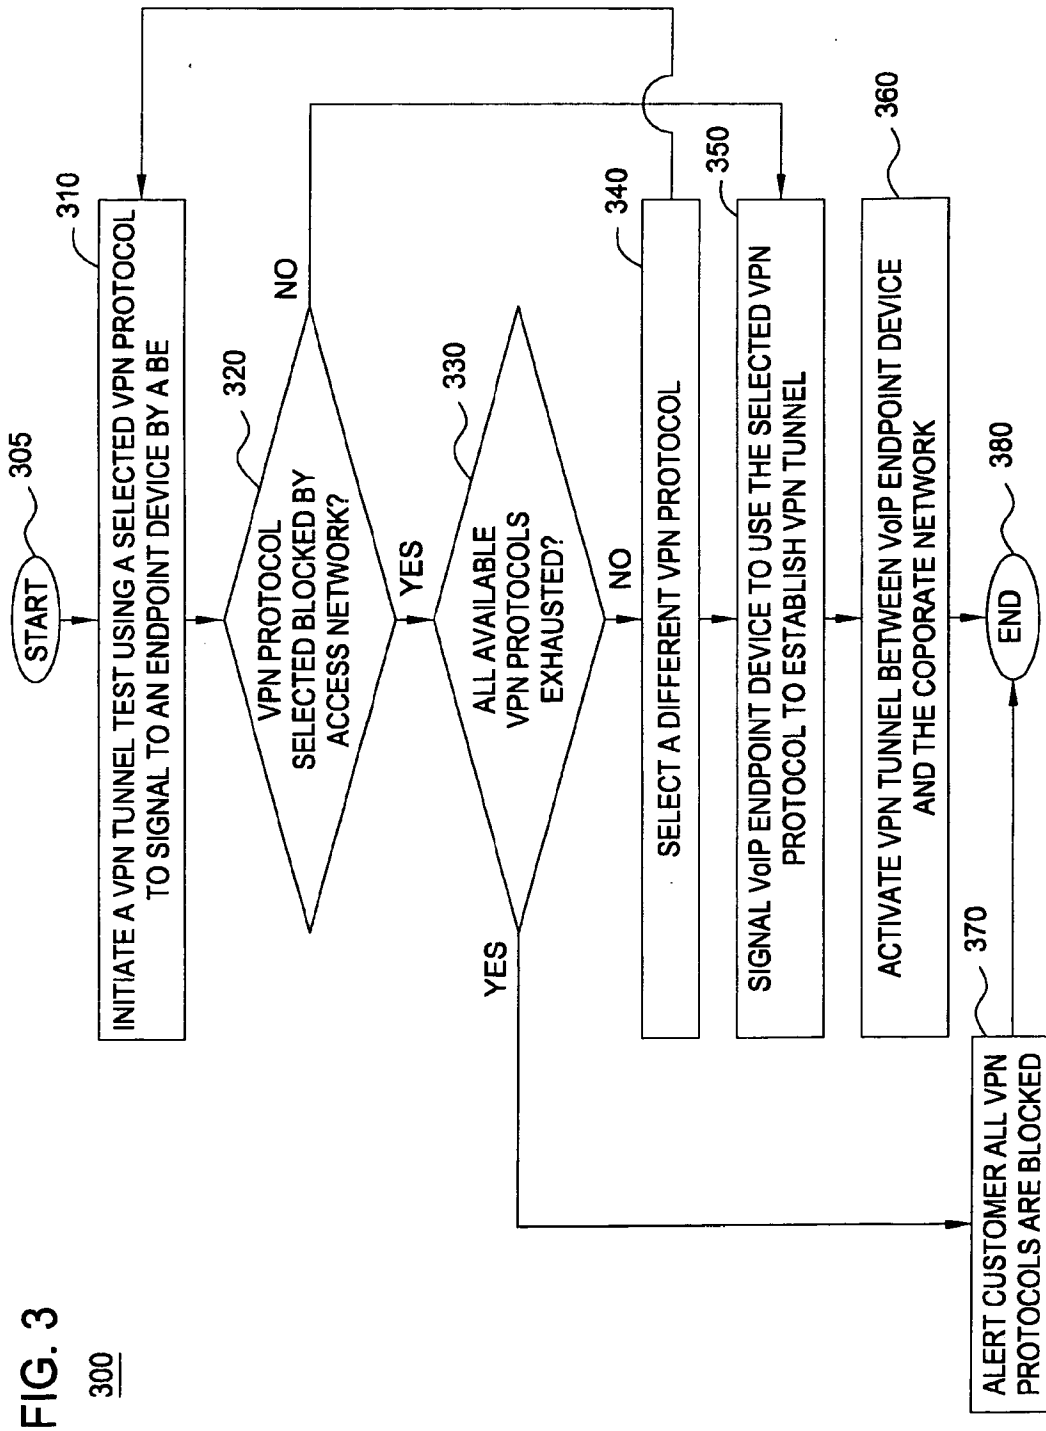 FIG. 3
300
START
305
310
INITIATE A VPN TUNNEL TEST USING A SELECTED VPN PROTOCOL
TO SIGNAL TO AN ENDPOINT DEVICE BY A BE
320
VPN PROTOCOL
SELECTED BLOCKED BY
ACCESS NETWORK?
NO
YES
330
ALL AVAILABLE
VPN PROTOCOLS
EXHAUSTED?
YES
NO
340
SELECT A DIFFERENT VPN PROTOCOL
350
SIGNAL VoIP ENDPOINT DEVICE TO USE THE SELECTED VPN
PROTOCOL TO ESTABLISH VPN TUNNEL
360
ACTIVATE VPN TUNNEL BETWEEN VoIP ENDPOINT DEVICE
AND THE COPORATE NETWORK
370
ALERT CUSTOMER ALL VPN
PROTOCOLS ARE BLOCKED
380
END